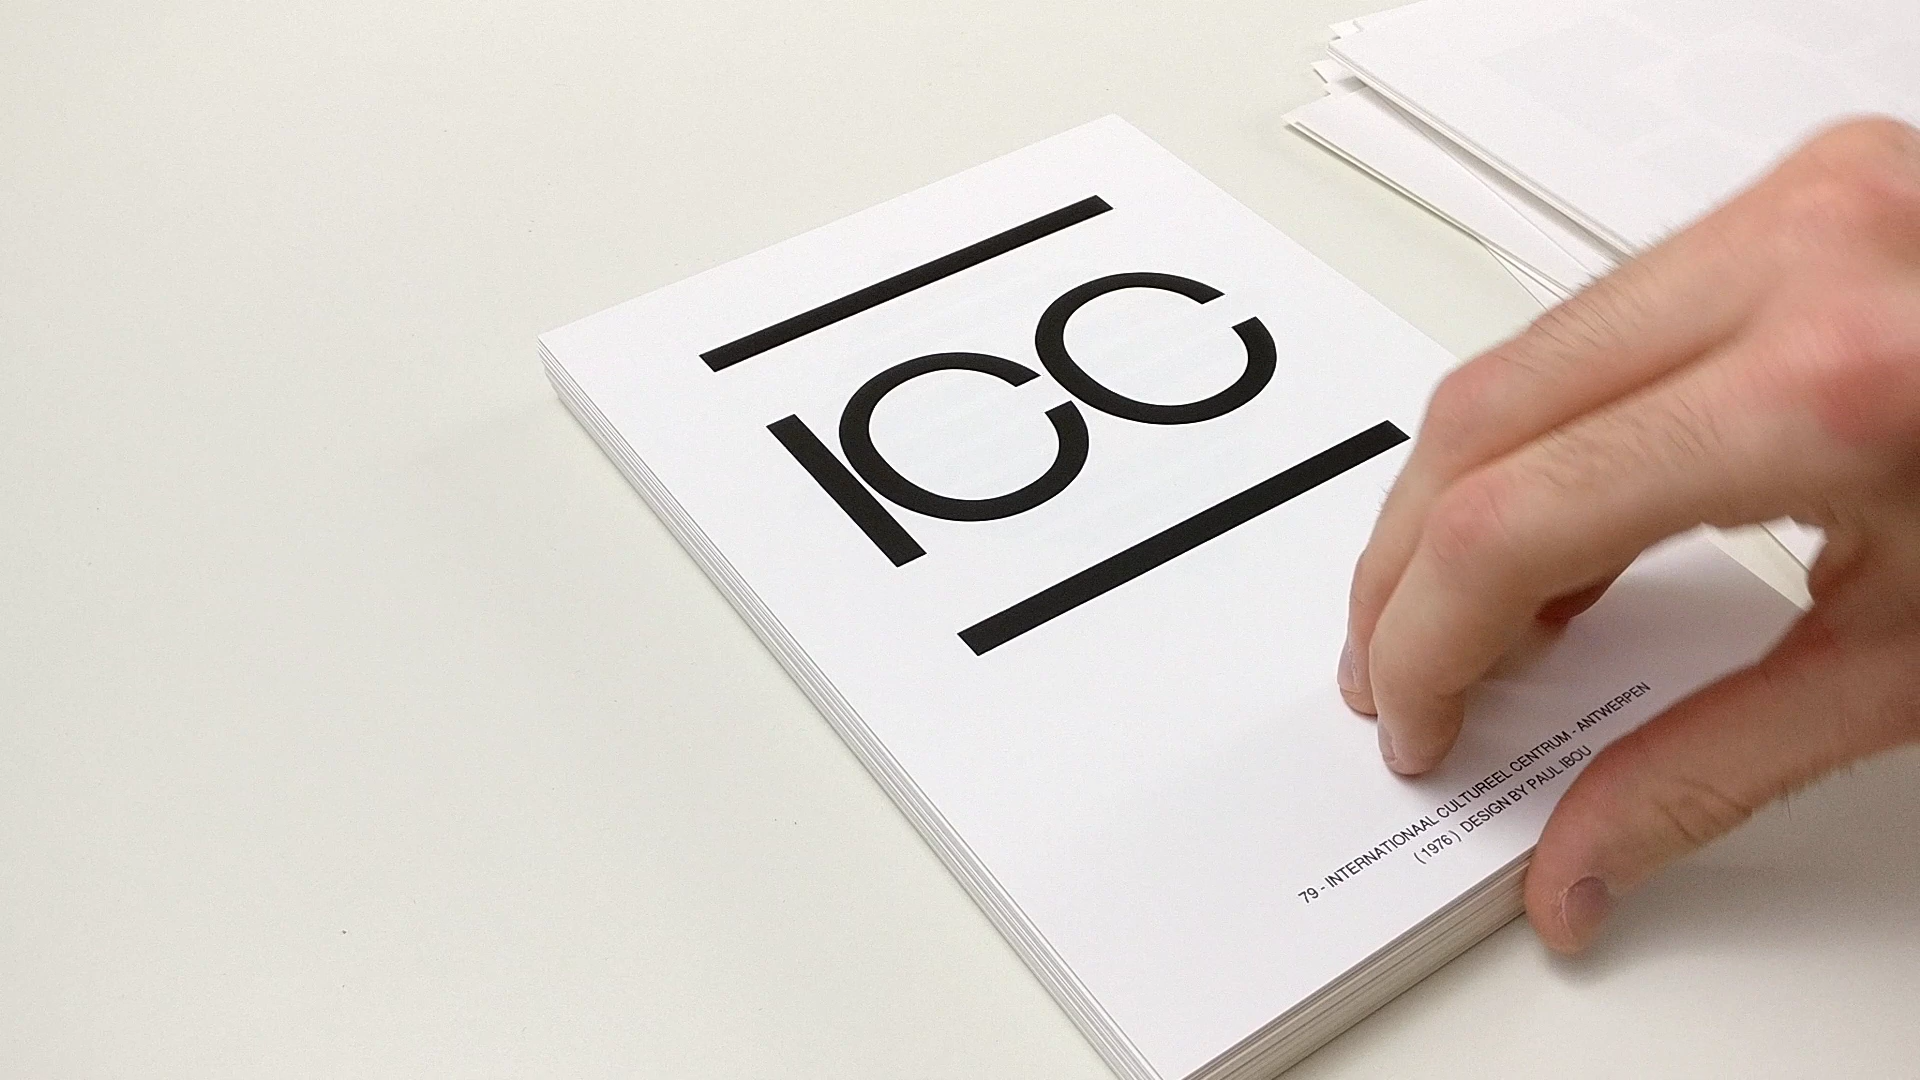 ICC
79 - INTERNATIONAAL CULTUREEL CENTRUM - ANTWERPEN
( 1976 ) DESIGN BY PAUL IBOU